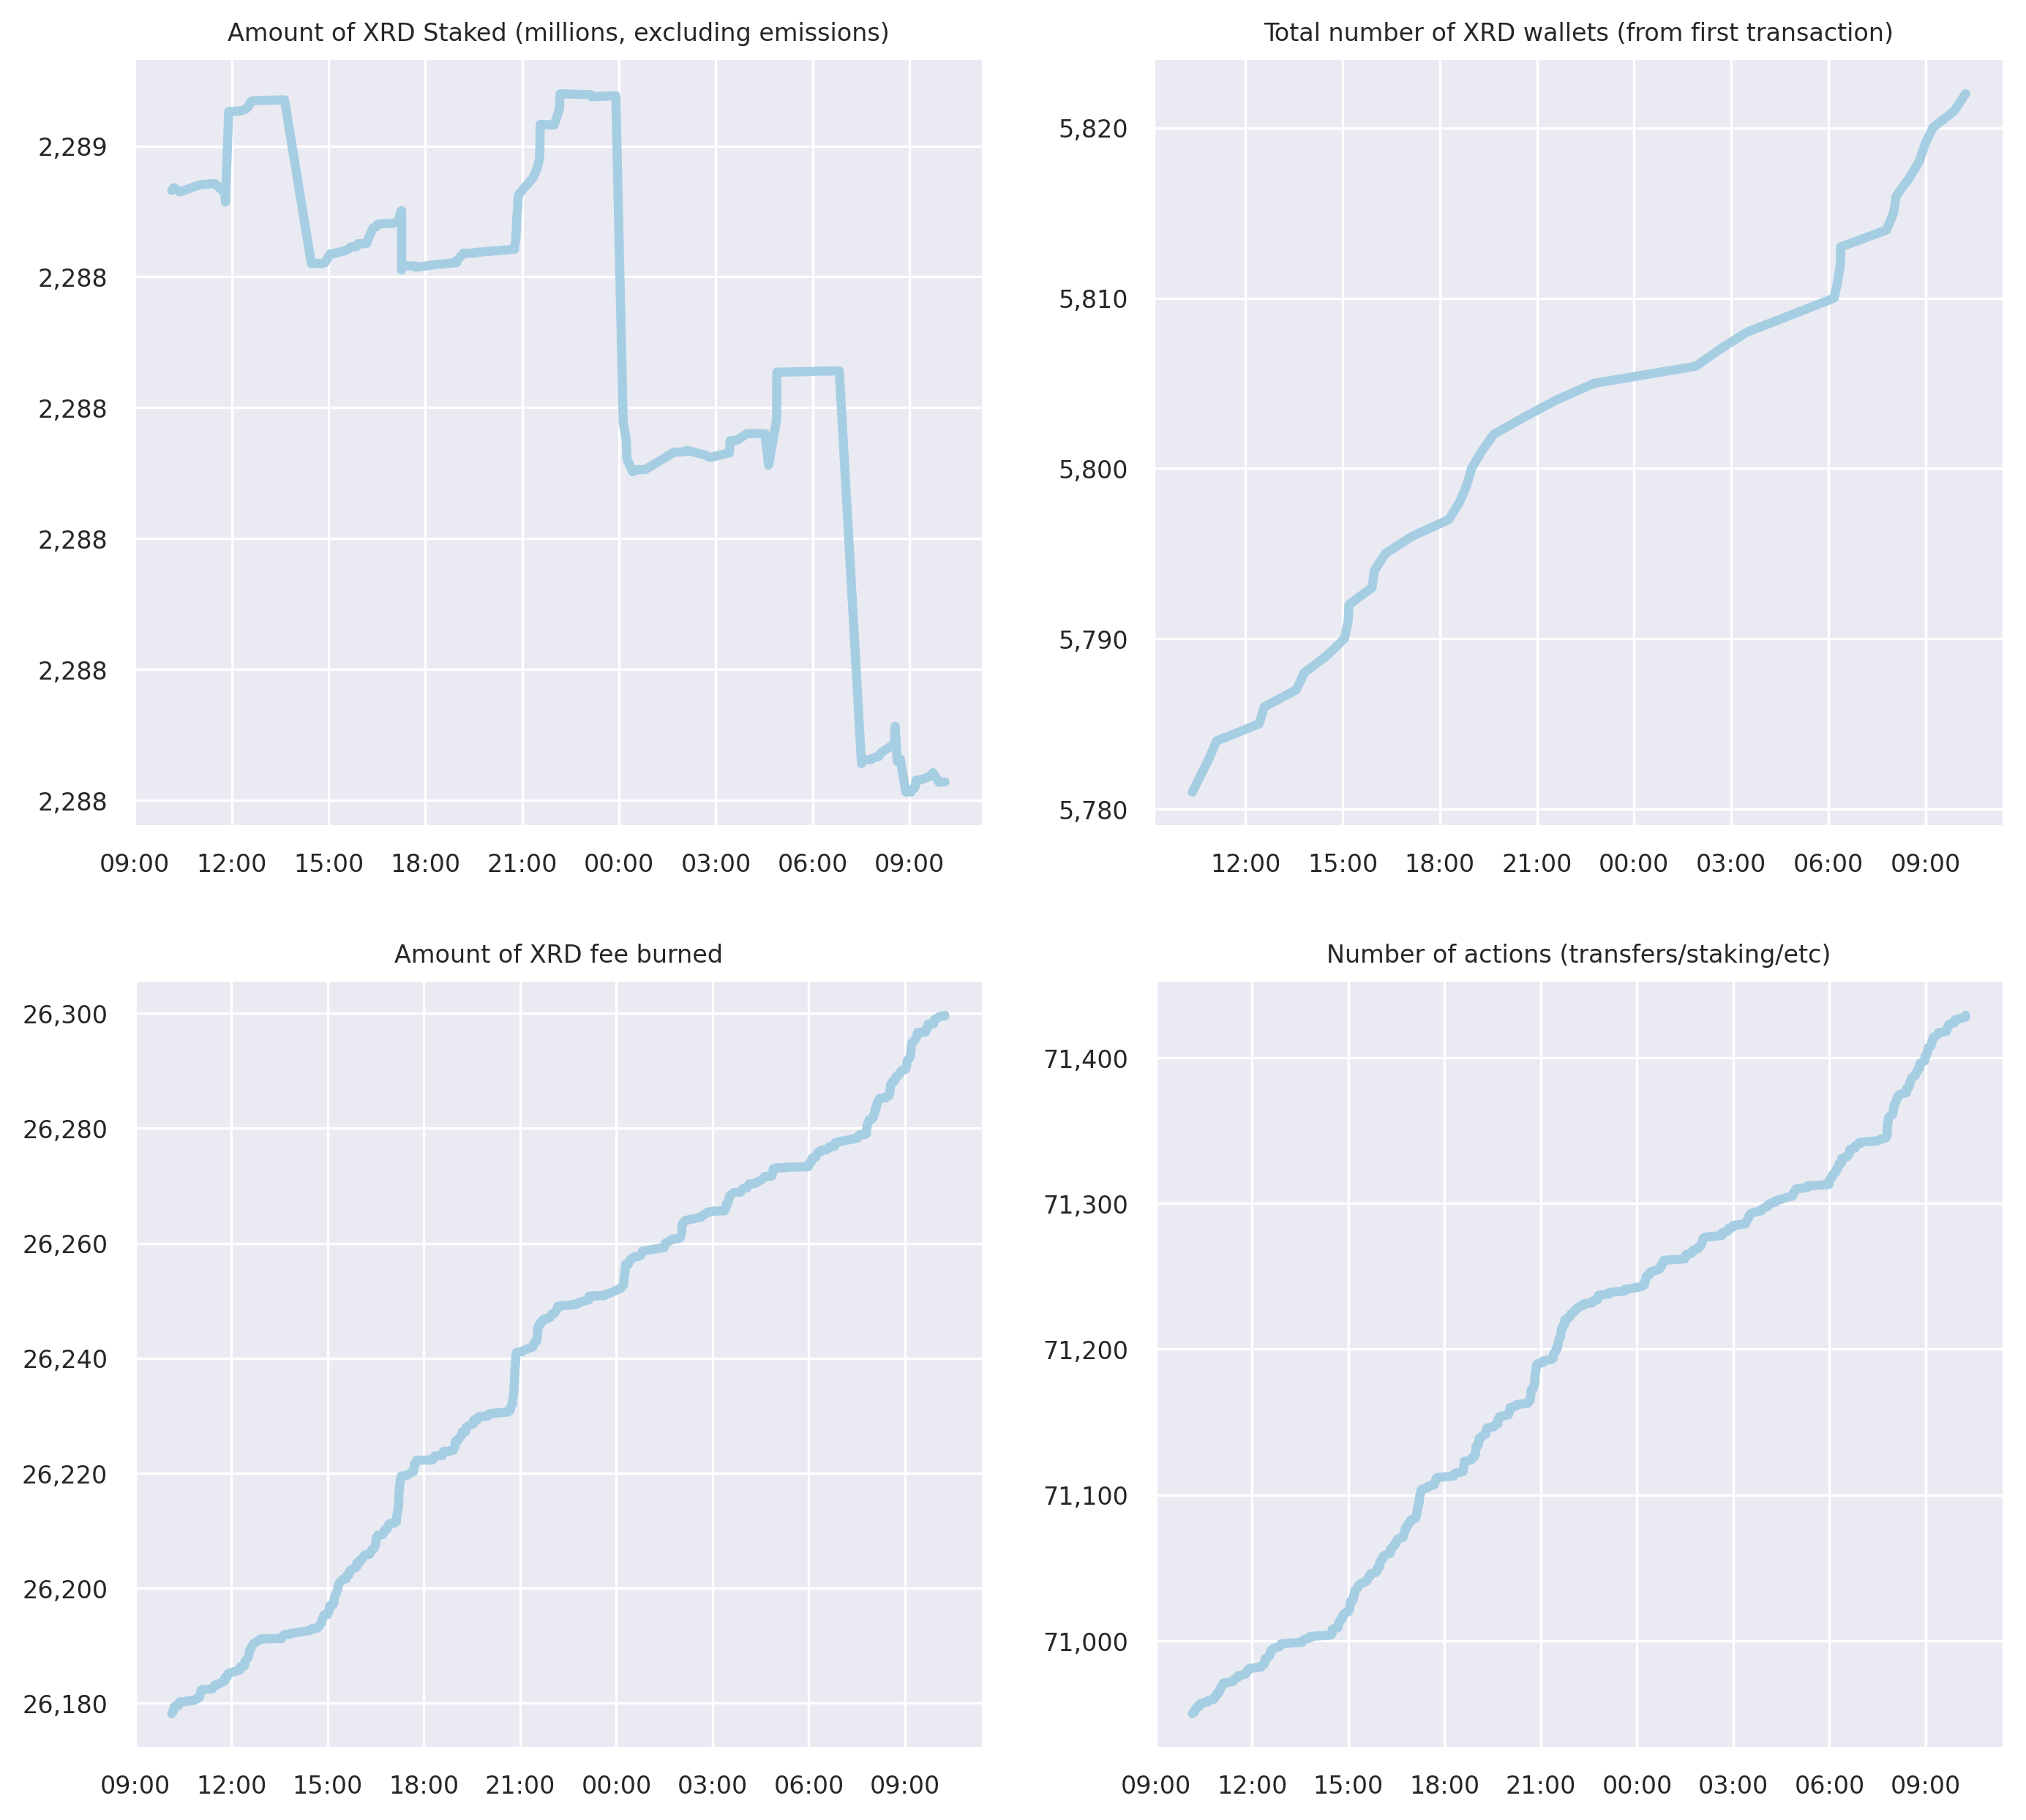 Amount of XRD Staked (millions, excluding emissions)
2,289
2,288
2,288
2,288
2,288
2,288
09:00 12:00 15:00 18:00 21:00 00:00 03:00 06:00 09:00
Total number of XRD wallets (from first transaction)
5,820
5,810
5,800
5,790
5,780
12:00 15:00 18:00 21:00 00:00 03:00 06:00 09:00
Amount of XRD fee burned
26,300
26,280
26,260
26,240
26,220
26,200
26,180
09:00 12:00 15:00 18:00 21:00 00:00 03:00 06:00 09:00
Number of actions (transfers/staking/etc)
71,400
71,300
71,200
71,100
71,000
09:00 12:00 15:00 18:00 21:00 00:00 03:00 06:00 09:00